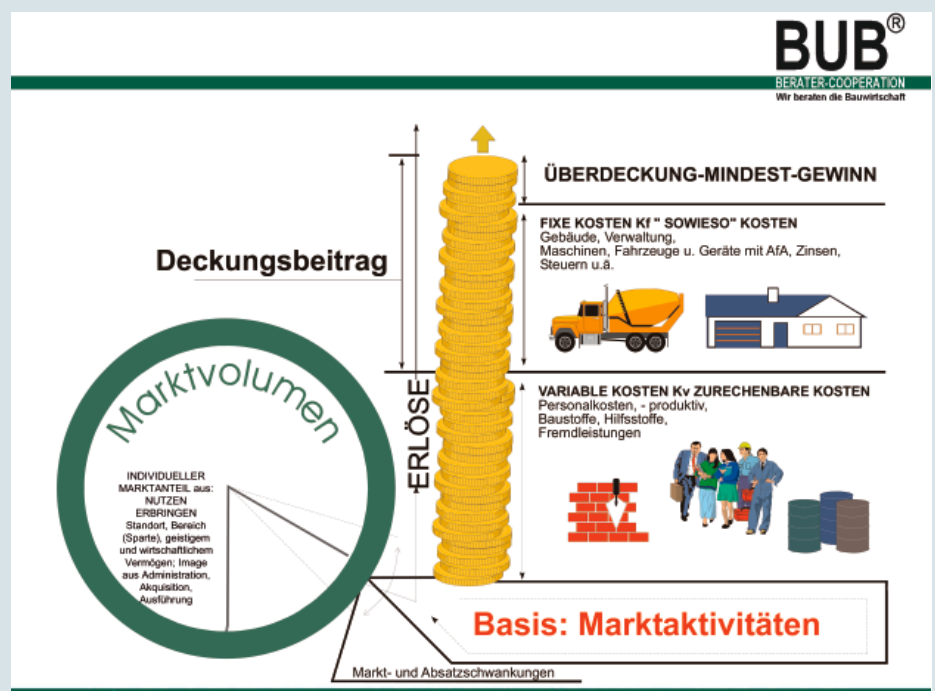 BUB®
BERATER-COOPERATION
Wir beraten die Bauwirtschaft
ÜBERDECKUNG-MINDEST-GEWINN
FIXE KOSTEN Kf " SOWIESO" KOSTEN
Gebäude, Verwaltung,
Maschinen, Fahrzeuge u. Geräte mit AfA, Zinsen,
Steuern u.ä.
Deckungsbeitrag
ERLÖSE
VARIABLE KOSTEN Kv ZURECHENBARE KOSTEN
Personalkosten, - produktiv,
Baustoffe, Hilfsstoffe,
Fremdleistungen
Marktvolumen
INDIVIDUELLER
MARKTANTEIL aus:
NUTZEN
ERBRINGEN
Standort, Bereich
(Sparte), geistigem
und wirtschaftlichem
Vermögen; Image
aus Administration,
Akquisition,
Ausführung
Basis: Marktaktivitäten
Markt- und Absatzschwankungen